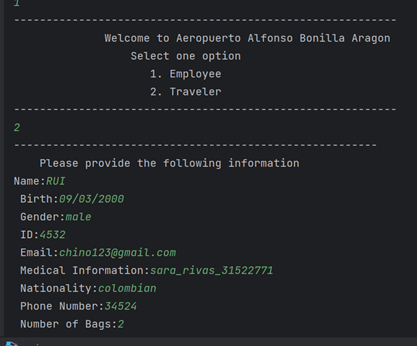 1
-----------------------------------------------------------
Welcome to Aeropuerto Alfonso Bonilla Aragon
Select one option
1. Employee
2. Traveler
-----------------------------------------------------------
2
--------------------------------------------------------
Please provide the following information
Name:RUI
Birth:09/03/2000
Gender:male
ID:4532
Email:chino123@gmail.com
Medical Information:sara_rivas_31522771
Nationality:colombian
Phone Number:34524
Number of Bags:2